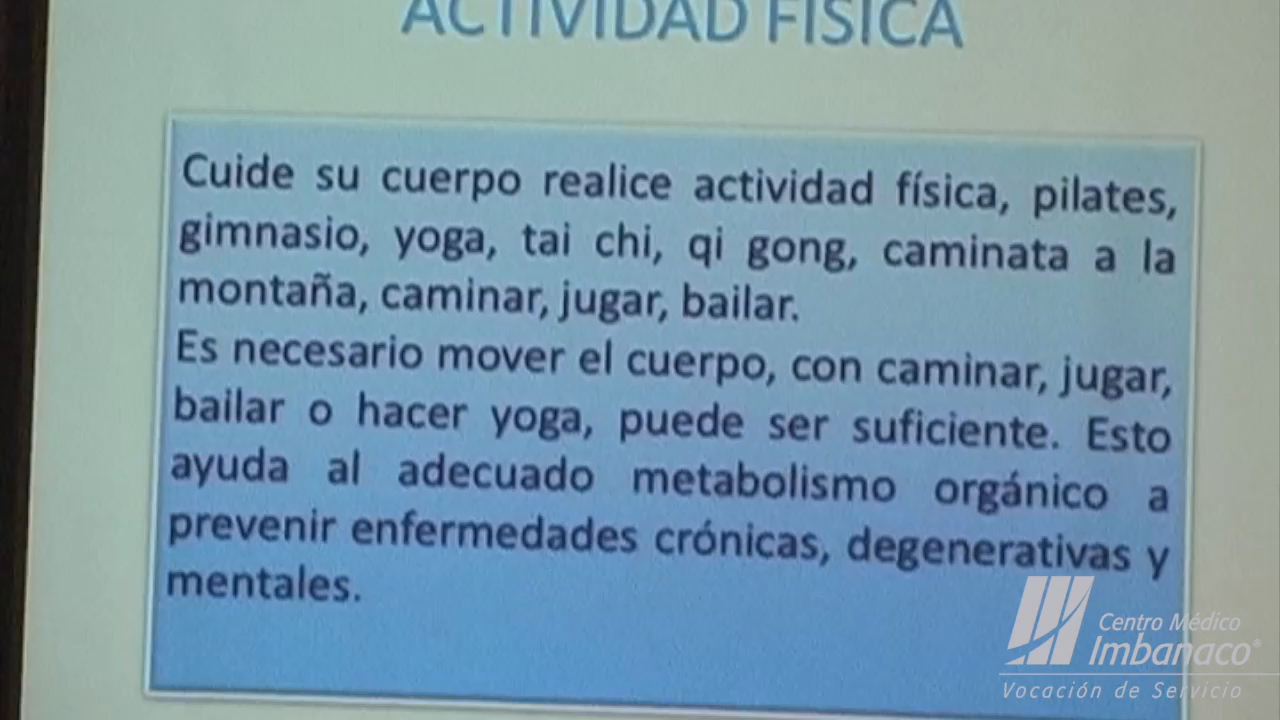 ACTIVIDAD FÍSICA
Cuide su cuerpo realice actividad física, pilates,
gimnasio, yoga, tai chi, qi gong, caminata a la
montaña, caminar, jugar, bailar.
Es necesario mover el cuerpo, con caminar, jugar,
bailar o hacer yoga, puede ser suficiente. Esto
ayuda al adecuado metabolismo orgánico a
prevenir enfermedades crónicas, degenerativas y
mentales.
Centro Médico
Imbanaco®
Vocación de Servicio